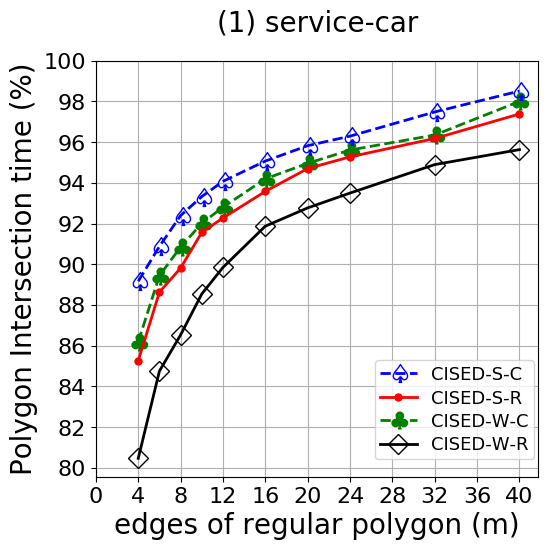 (1) service-car
Polygon Intersection time (%)
100
98
96
94
92
90
88
86
84
82
80
CISED-S-C
CISED-S-R
CISED-W-C
CISED-W-R
0 4 8 12 16 20 24 28 32 36 40
edges of regular polygon (m)